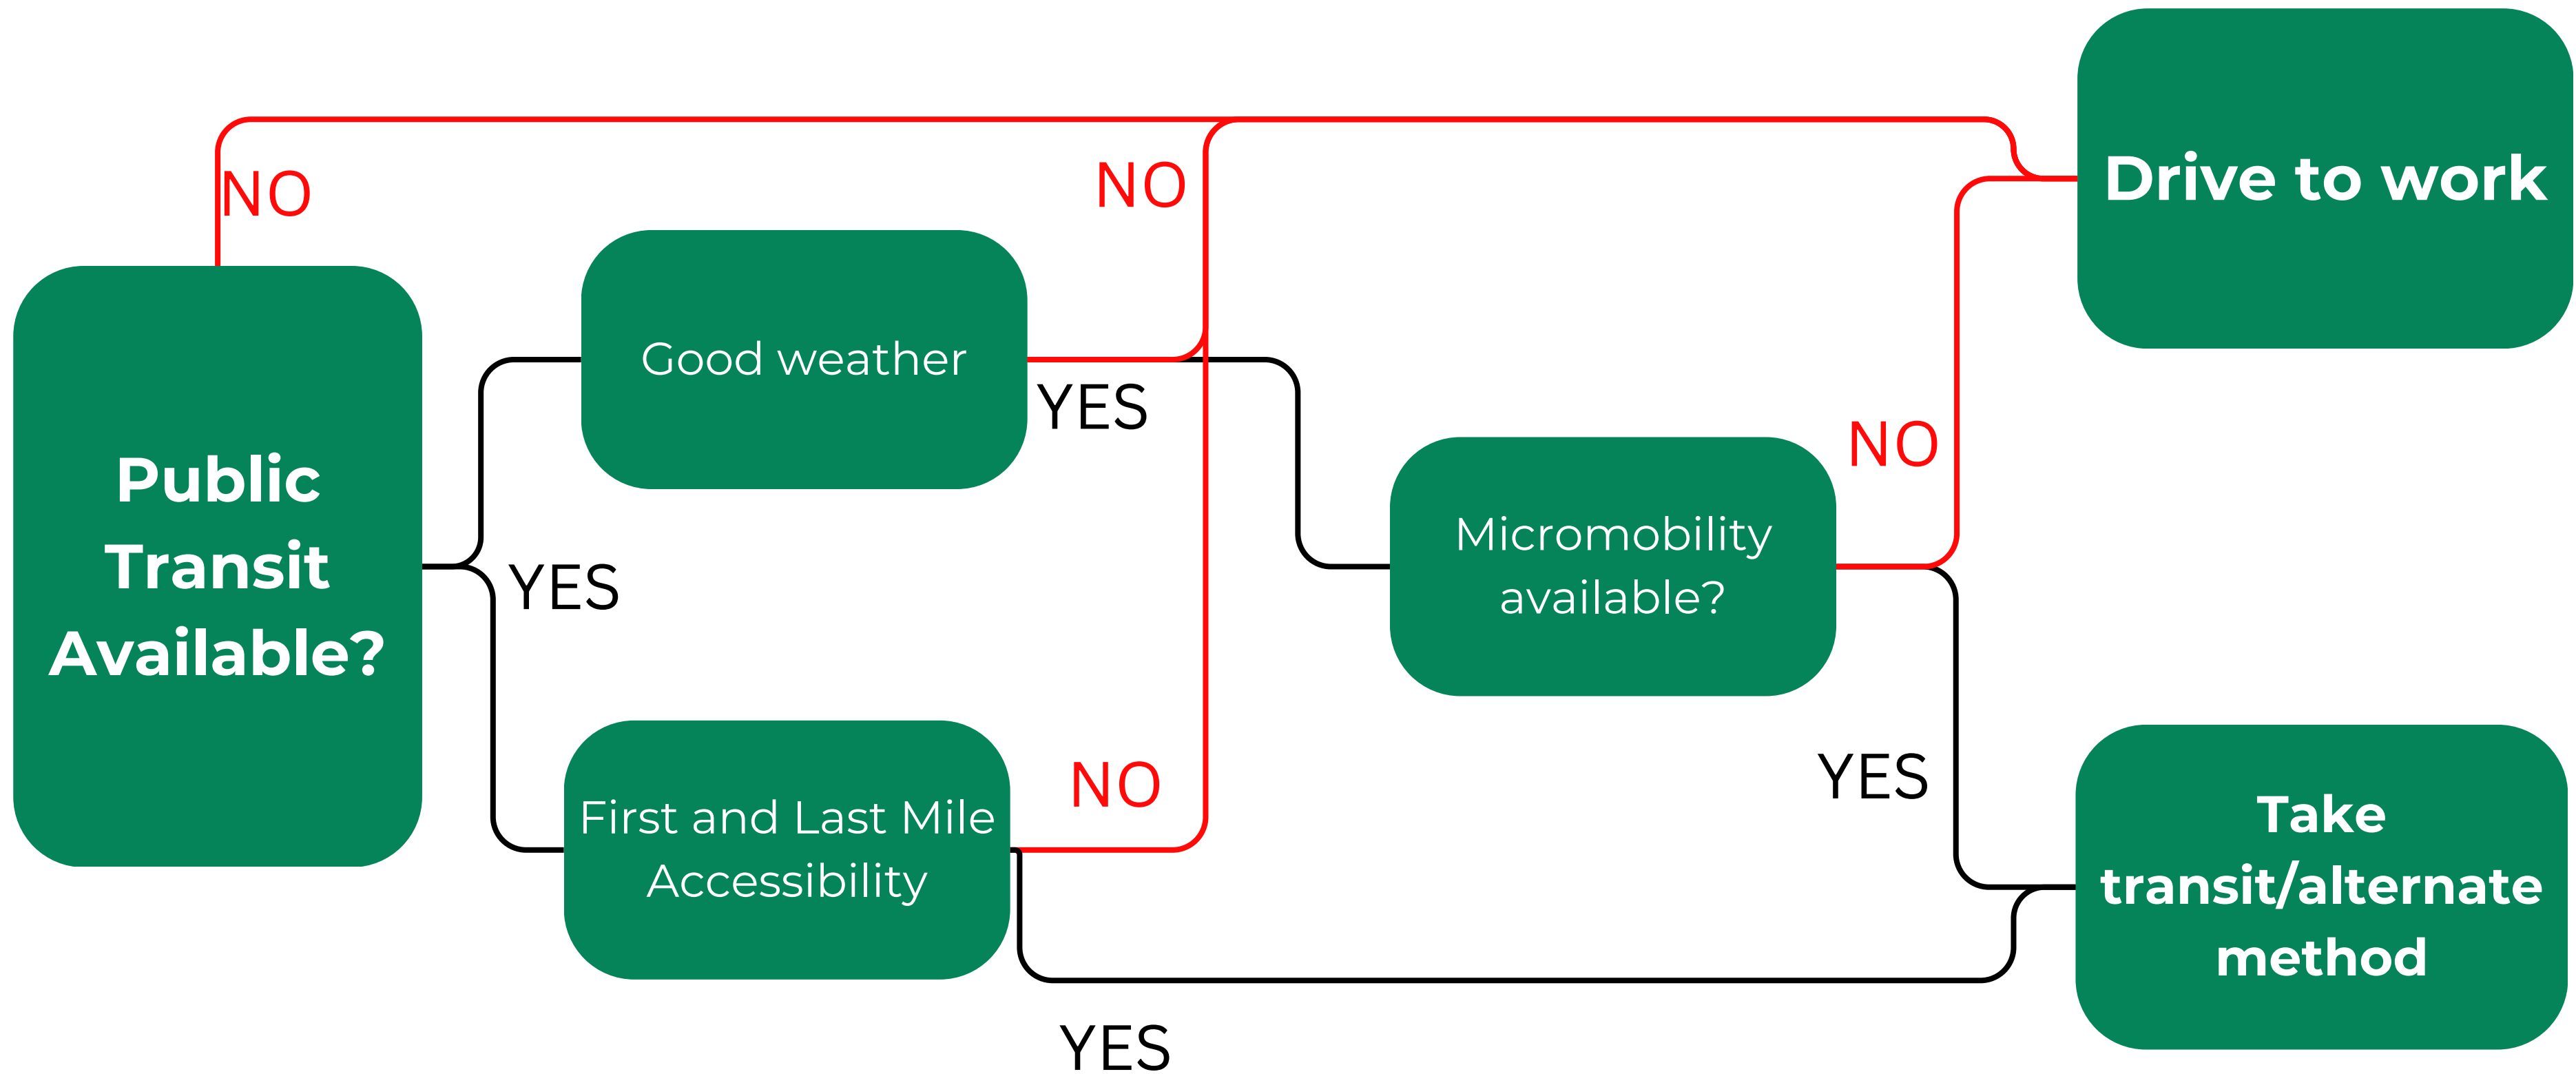 NO
NO
Drive to work
Good weather
YES
NO
Public
Transit
Available?
YES
Micromobility
available?
First and Last Mile
Accessibility
NO
YES
Take
transit/alternate
method
YES